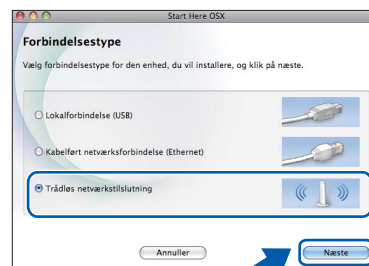 Start Here OSX
Forbindelsestype
Vælg forbindelsestype for den enhed, du vil installere, og klik på næste.
Lokalforbindelse (USB)
Kabelført netværksforbindelse (Ethernet)
Trådløs netværkstilslutning
Annuller
Næste